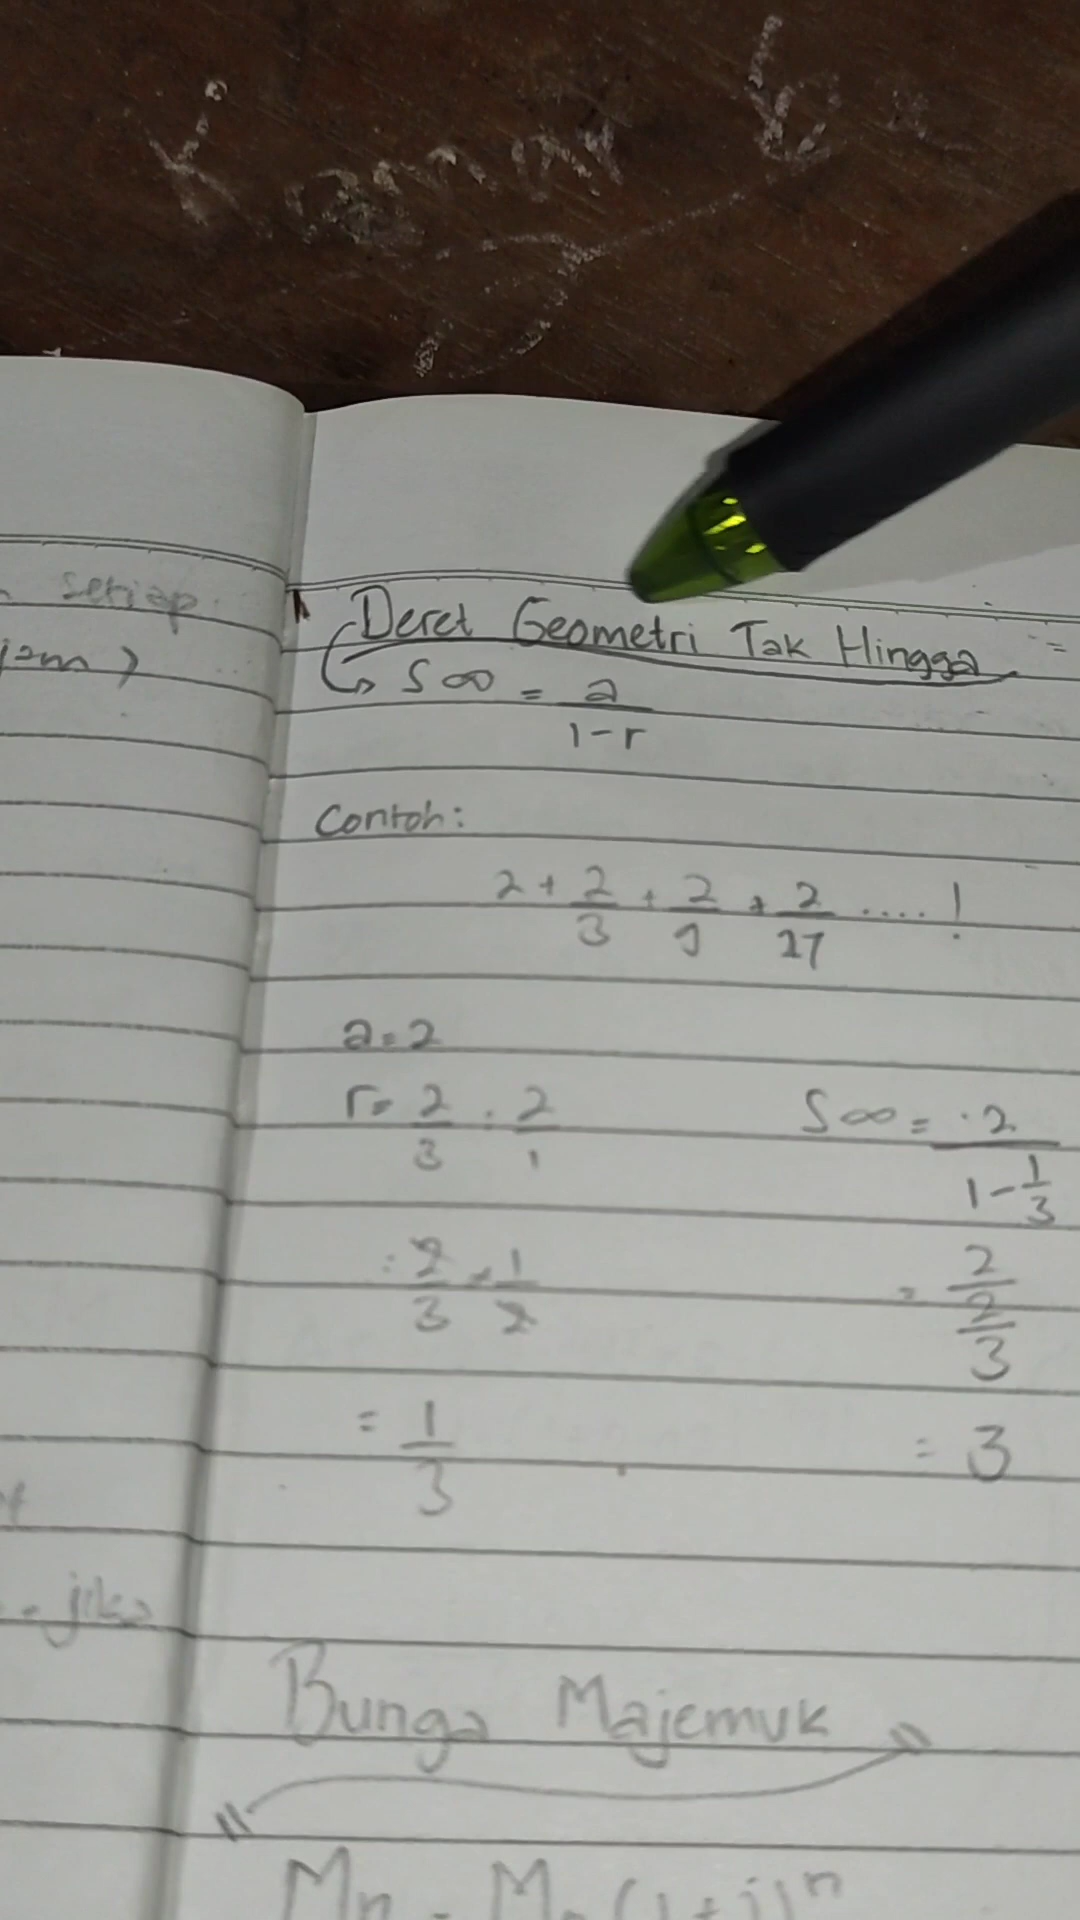 setiap
jam)
jika
Deret Geometri Tak Hingga
↳ S∞ = a/(1-r)
Contoh:
2 + 2/3 + 2/9 + 2/27 .... !
a = 2
r = 2/3 : 2/1
= 2/3 × 1/2
= 1/3
S∞ = 2/(1 - 1/3)
= 2/(2/3)
= 3
Bunga Majemuk